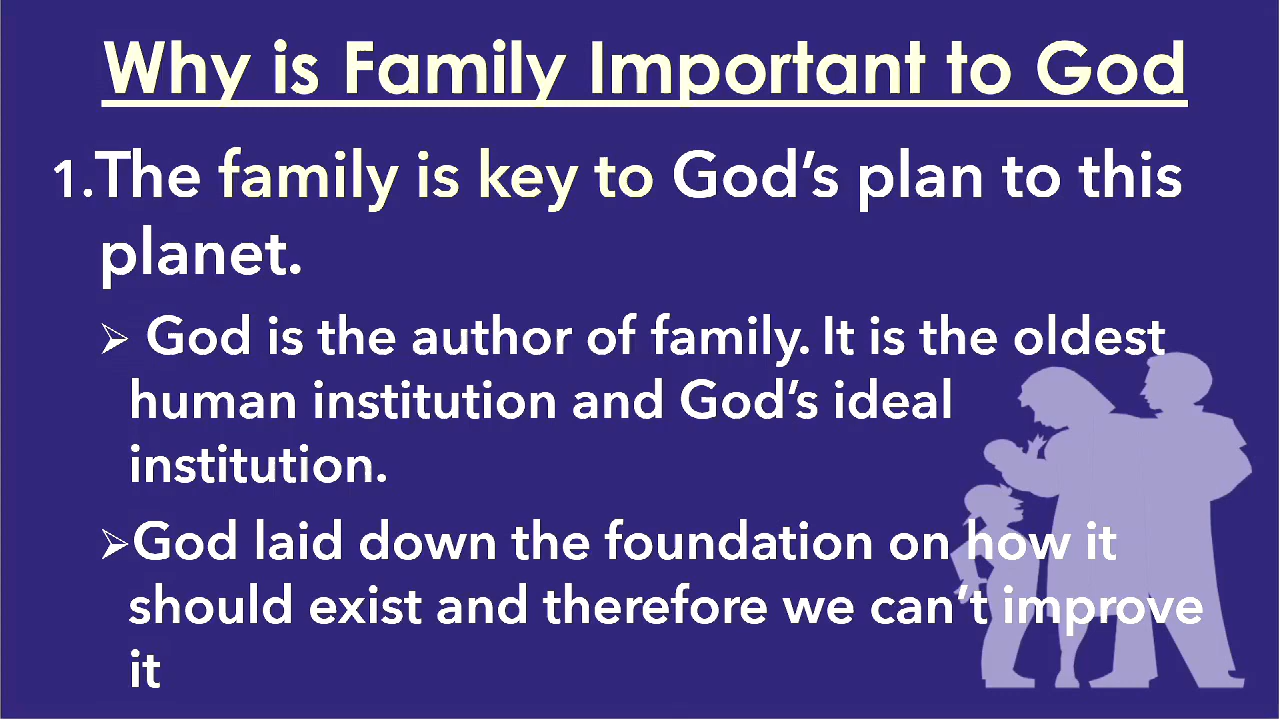 Why is Family Important to God
1.The family is key to God’s plan to this
planet.
➢ God is the author of family. It is the oldest
human institution and God’s ideal
institution.
➢God laid down the foundation on how it
should exist and therefore we can’t improve
it